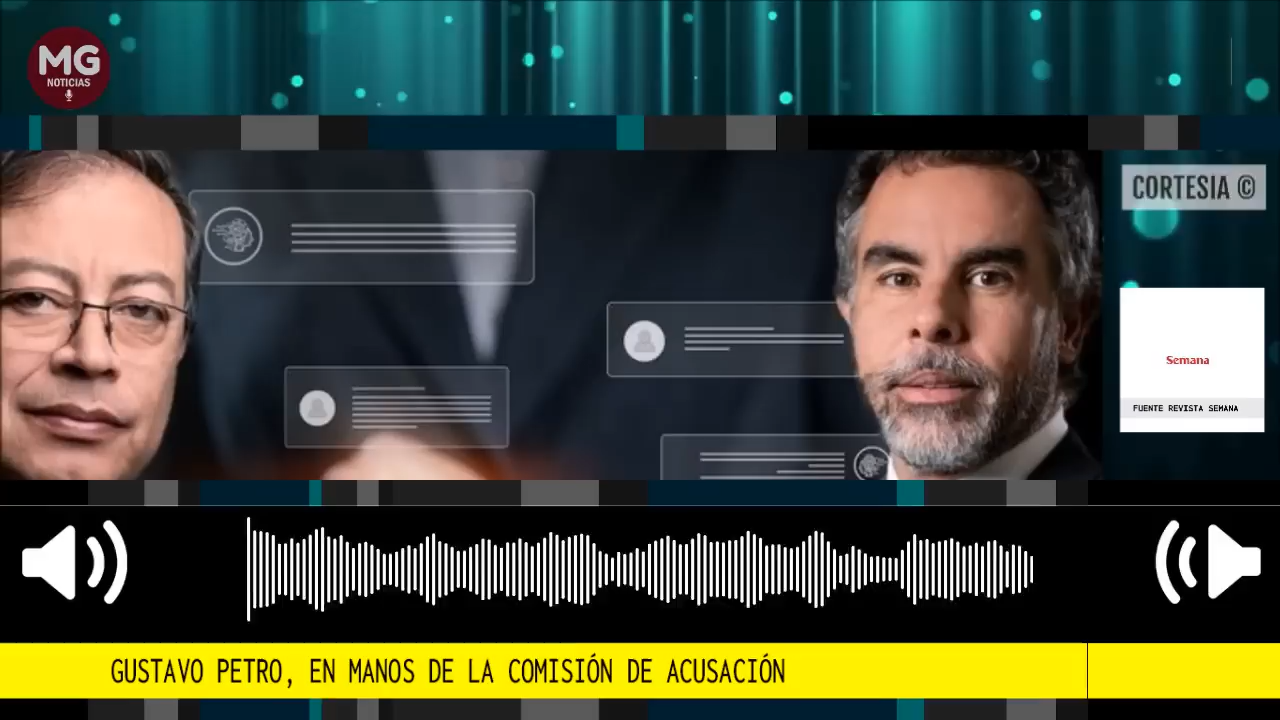 MG
NOTICIAS
CORTESIA ©
Semana
FUENTE REVISTA SEMANA
GUSTAVO PETRO, EN MANOS DE LA COMISIÓN DE ACUSACIÓN